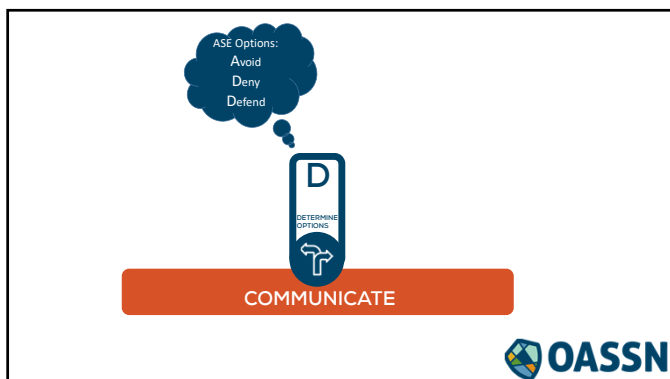 ASE Options:
Avoid
Deny
Defend
D
DETERMINE
OPTIONS
COMMUNICATE
OASSN